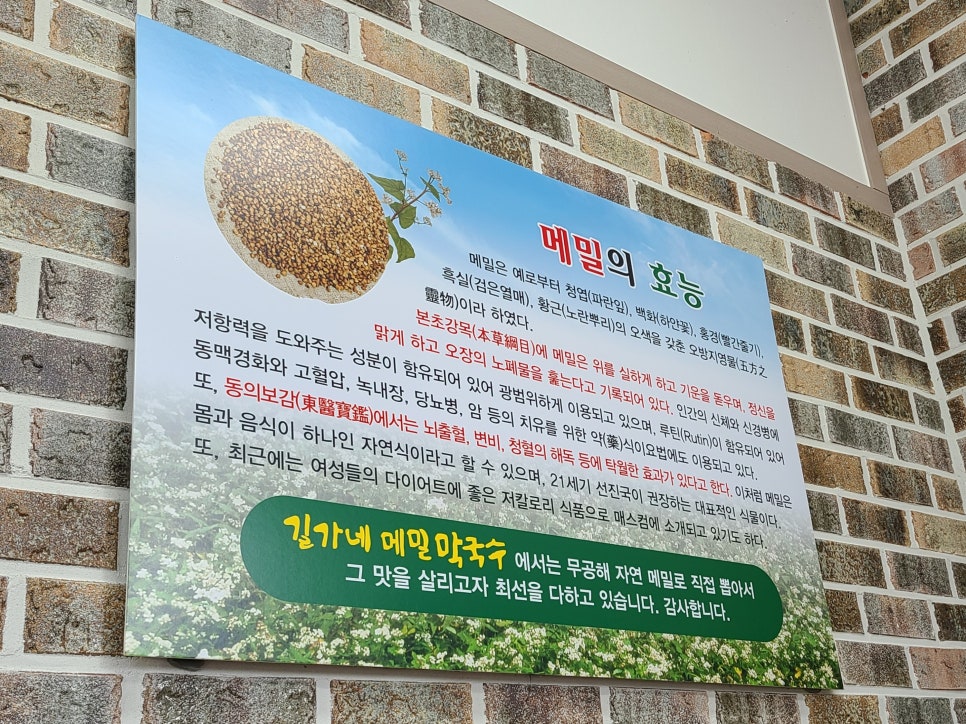 메밀의 효능
메밀은 예로부터 청엽(파란잎), 백화(하얀꽃), 홍경(빨간줄기),
흑실(검은열매), 황근(노란뿌리)의 오색을 갖춘 오방지영물(五方之
靈物)이라 하였다.
본초강목(本草綱目)에 메밀은 위를 실하게 하고 기운을 돋우며, 정신을
맑게 하고 오장의 노폐물을 훑는다고 기록되어 있다. 인간의 신체와 신경병에
저항력을 도와주는 성분이 함유되어 있어 광범위하게 이용되고 있으며, 루틴(Rutin)이 함유되어 있어
동맥경화와 고혈압, 녹내장, 당뇨병, 암 등의 치유를 위한 약(藥)식이요법에도 이용되고 있다.
또, 동의보감(東醫寶鑑)에서는 뇌출혈, 변비, 청혈의 해독 등에 탁월한 효과가 있다고 한다. 이처럼 메밀은
몸과 음식이 하나인 자연식이라고 할 수 있으며, 21세기 선진국이 권장하는 대표적인 식물이다.
또, 최근에는 여성들의 다이어트에 좋은 저칼로리 식품으로 매스컴에 소개되고 있기도 하다.
길가네 메밀막국수 에서는 무공해 자연 메밀로 직접 뽑아서
그 맛을 살리고자 최선을 다하고 있습니다. 감사합니다.